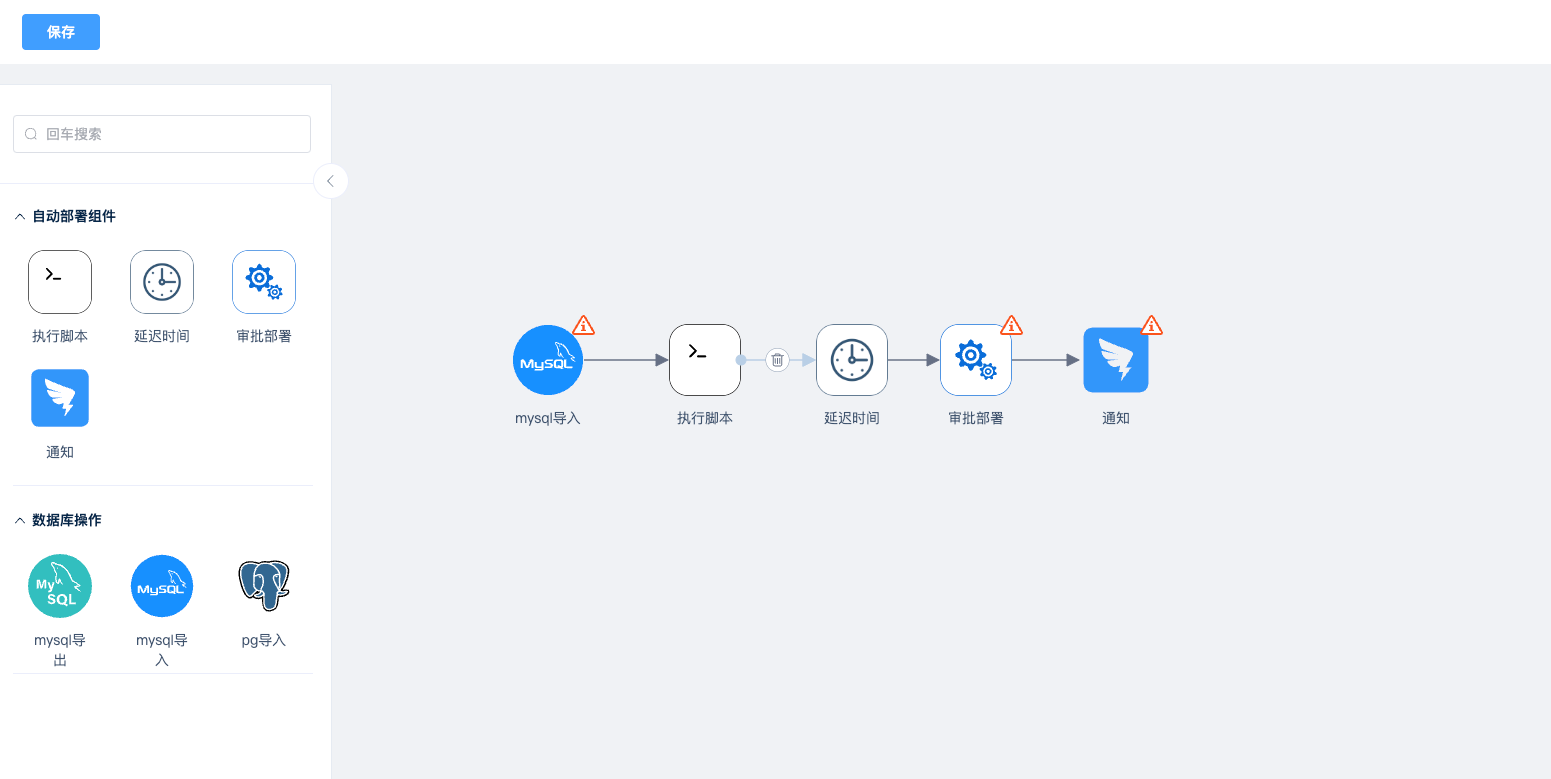 保存
回车搜索
自动部署组件
执行脚本
延迟时间
审批部署
通知
数据库操作
My
SQL
MySQL
mysql导
出
mysql导
入
pg导入
MySQL
mysql导入
执行脚本
延迟时间
审批部署
通知